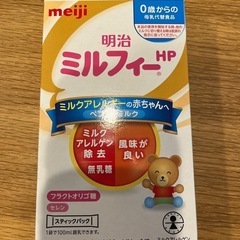 meiji
0歳からの
母乳代替食品
明治
ミルフィーHP
ミルクアレルギーの赤ちゃんへ
ミルク
アレルゲン
除去
無乳糖
風味が
良い
フラクトオリゴ糖
セレン
スティックパック